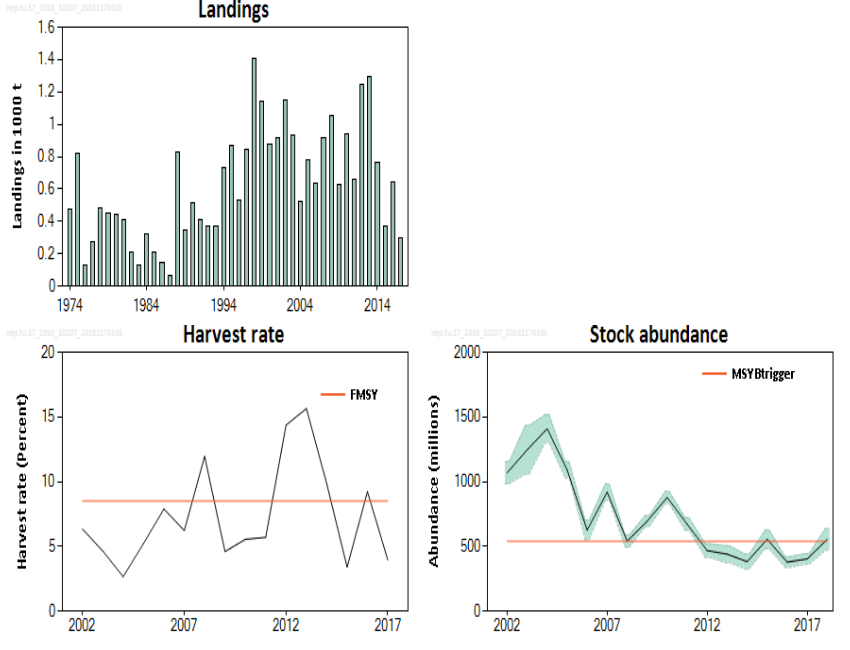 Landings
Landings in 1000 t
1.6
1.4
1.2
1
0.8
0.6
0.4
0.2
0
1974 1984 1994 2004 2014
Harvest rate
Harvest rate (Percent)
20
15
10
5
0
FMSY
2002 2007 2012 2017
Stock abundance
Abundance (millions)
2000
1500
1000
500
0
MSYBtrigger
2002 2007 2012 2017